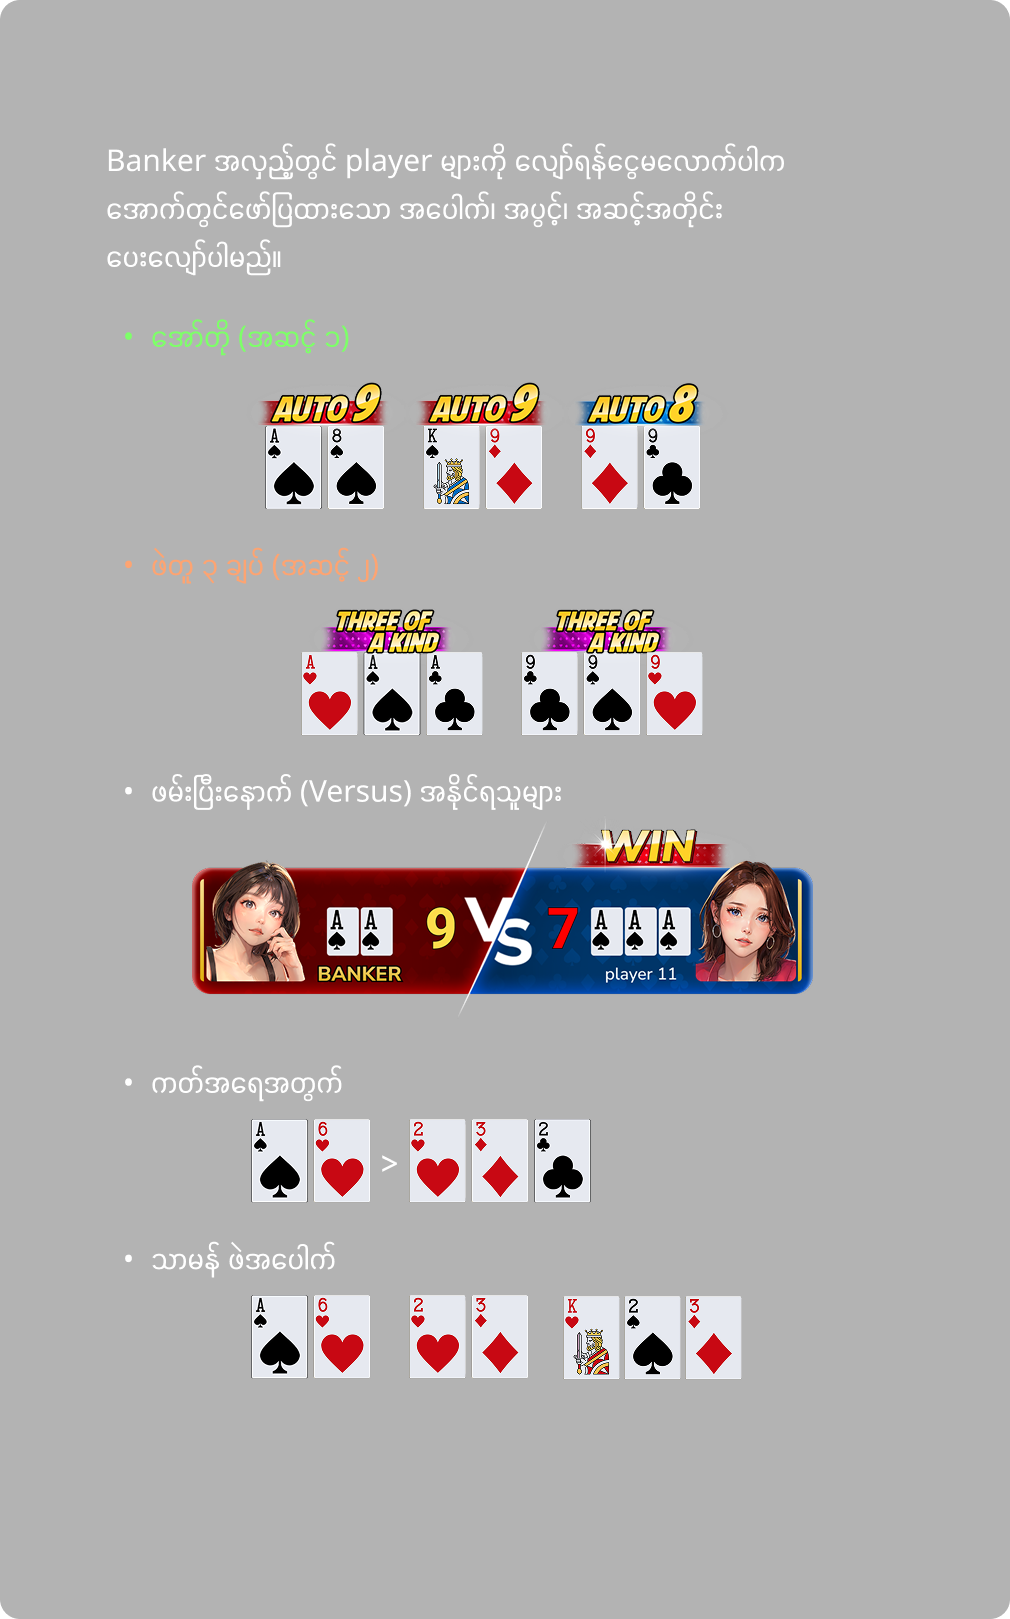 Banker အလှည့်တွင် player များကို လျော်ရန်ငွေမလောက်ပါက
အောက်တွင်ဖော်ပြထားသော အပေါက်၊ အပွင့်၊ အဆင့်အတိုင်း
ပေးလျော်ပါမည်။
• အော်တို (အဆင့် ၁)
AUTO 9 AUTO 9 AUTO 8
A 8 K 9 9 9
• ဖဲတူ ၃ ချပ် (အဆင့် ၂)
THREE OF A KIND THREE OF A KIND
A A A 9 9 9
• ဖမ်းပြီးနောက် (Versus) အနိုင်ရသူများ
WIN
A A 9 VS 7 A A A
BANKER player 11
• ကတ်အရေအတွက်
A 6 > 2 3 2
• သာမန် ဖဲအပေါက်
A 6 2 3 K 2 3